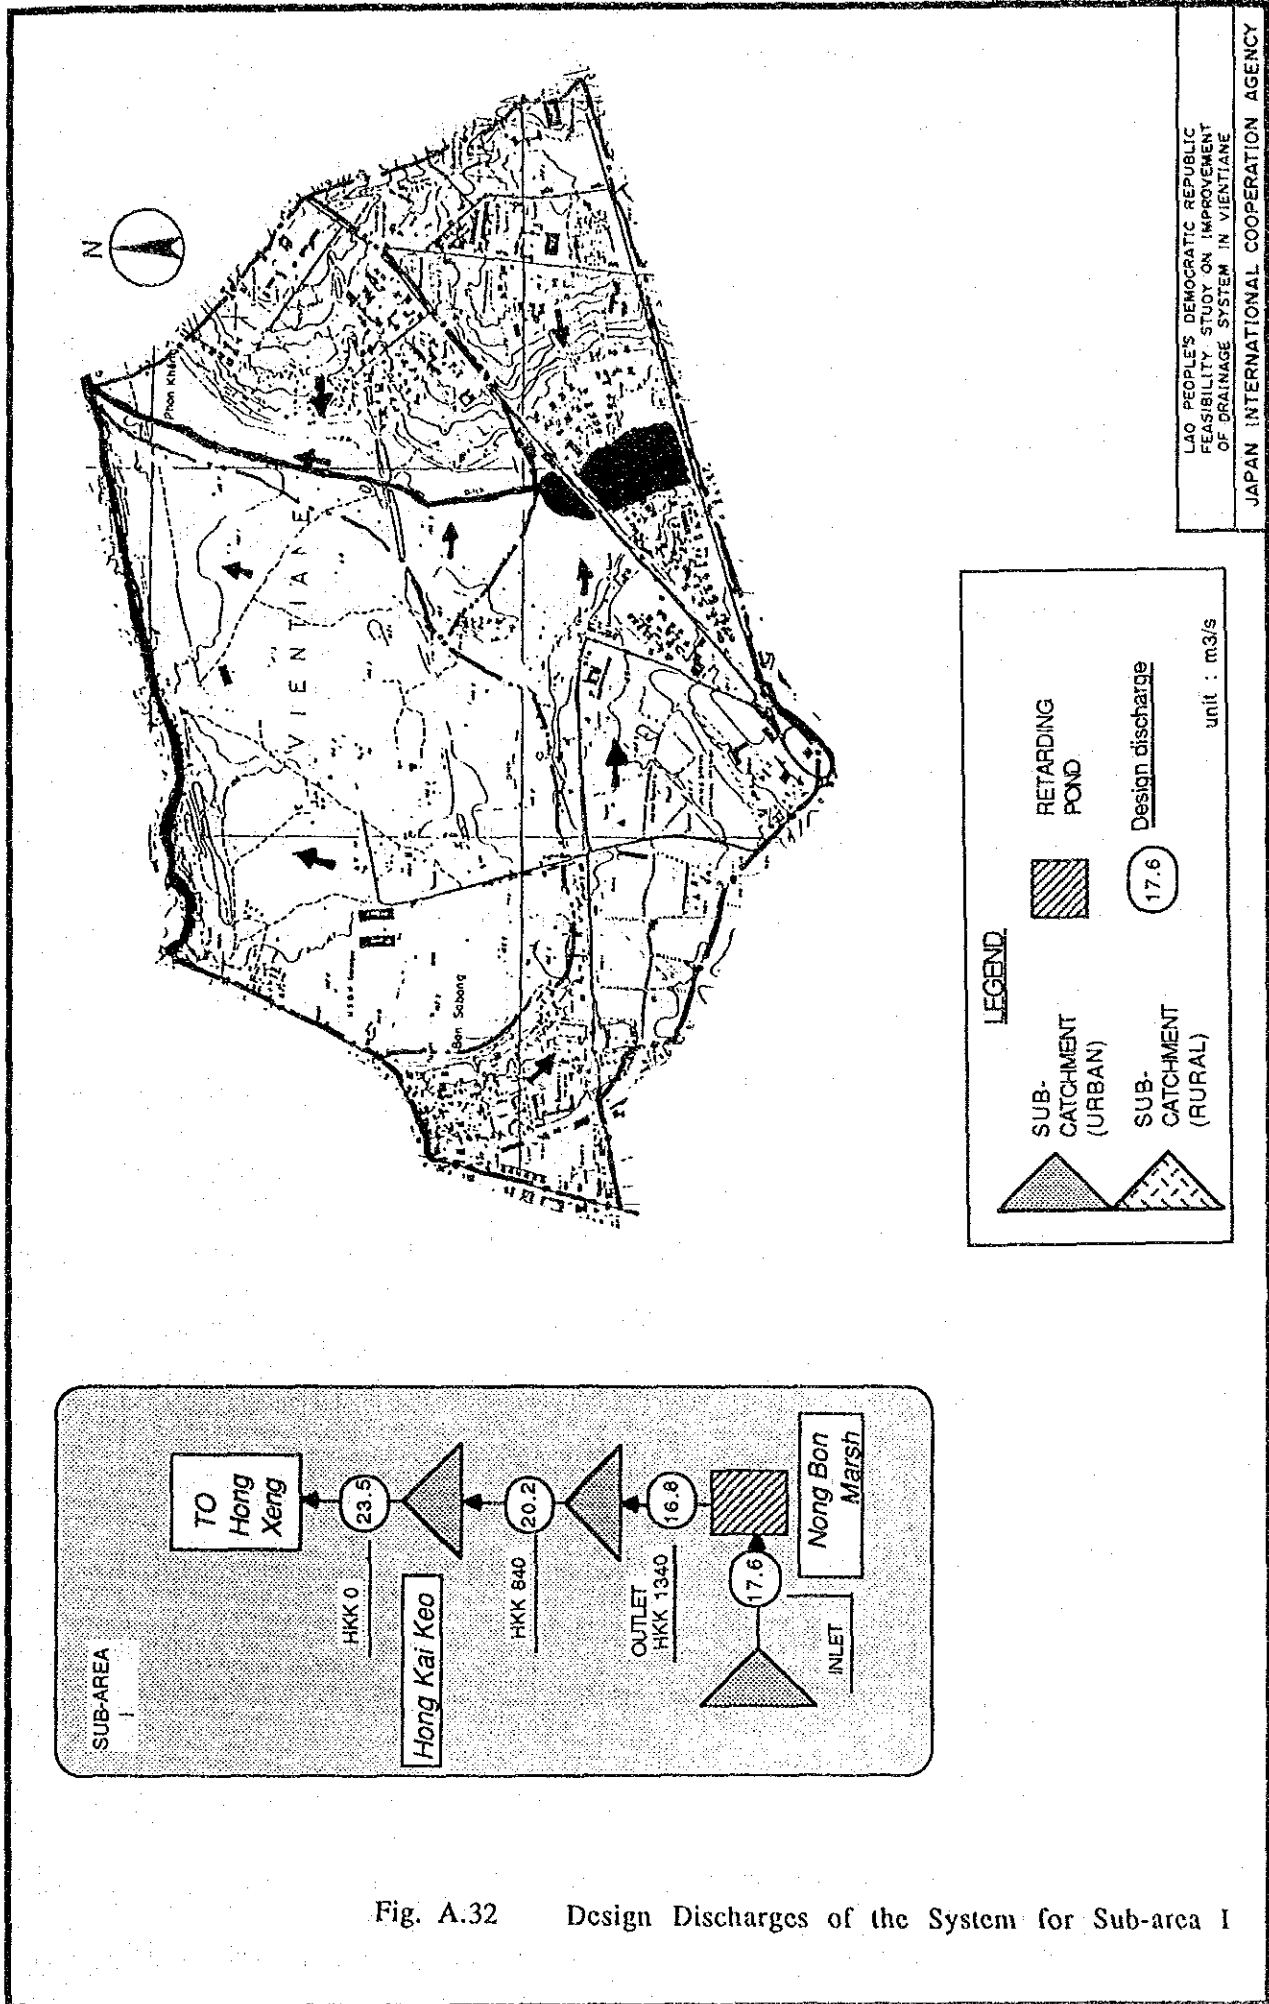 SUB-AREA
I
TO
Hong
Xeng
23.5
HKK 0
Hong Kai Keo
20.2
HKK 840
16.8
OUTLET
HKK 1340
17.6
INLET
Nong Bon
Marsh
N
Phon Kheng
VIENTIANE
Ban Sabang
LEGEND
SUB-
CATCHMENT
(URBAN)
RETARDING
POND
SUB-
CATCHMENT
(RURAL)
17.6
Design discharge
unit : m3/s
LAO PEOPLE'S DEMOCRATIC REPUBLIC
FEASIBILITY STUDY ON IMPROVEMENT
OF DRAINAGE SYSTEM IN VIENTIANE
JAPAN INTERNATIONAL COOPERATION AGENCY
Fig. A.32 Design Discharges of the System for Sub-area I